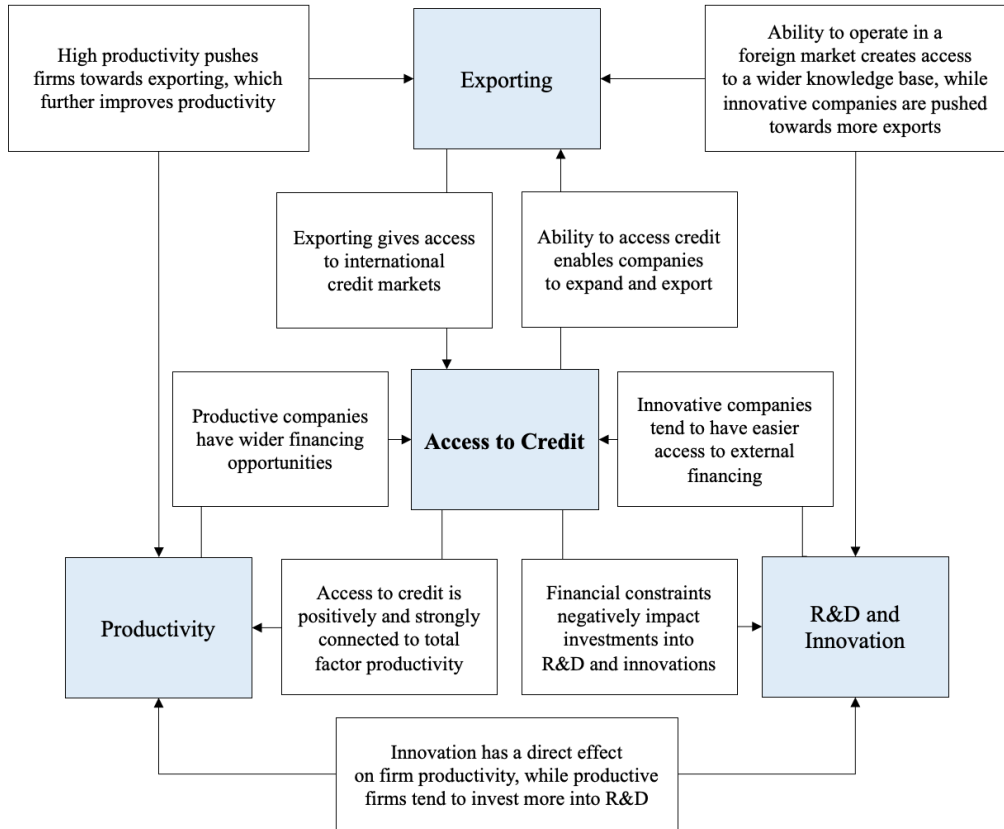 High productivity pushes
firms towards exporting, which
further improves productivity
Exporting
Ability to operate in a
foreign market creates access
to a wider knowledge base, while
innovative companies are pushed
towards more exports
Exporting gives access
to international
credit markets
Ability to access credit
enables companies
to expand and export
Productive companies
have wider financing
opportunities
Access to Credit
Innovative companies
tend to have easier
access to external
financing
Productivity
Access to credit is
positively and strongly
connected to total
factor productivity
Financial constraints
negatively impact
investments into
R&D and innovations
R&D and
Innovation
Innovation has a direct effect
on firm productivity, while productive
firms tend to invest more into R&D